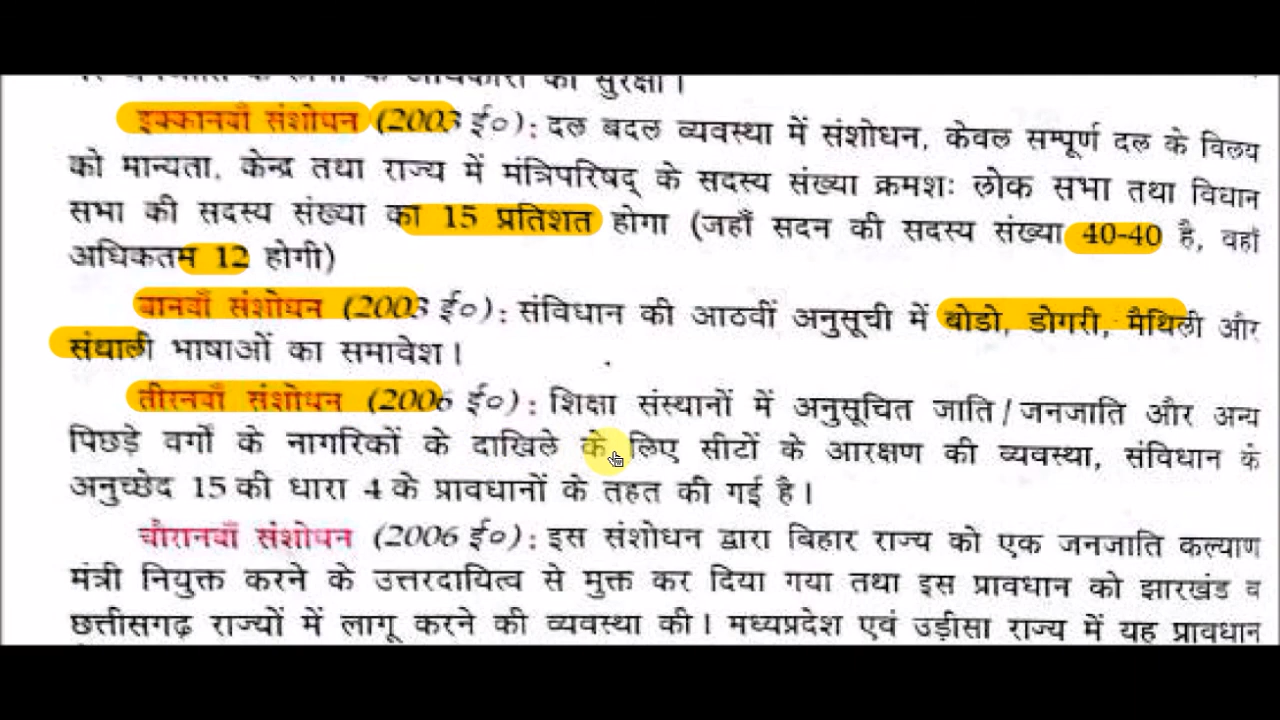 की सुरक्षा।
इक्कानवाँ संशोधन (2003 ई०): दल बदल व्यवस्था में संशोधन, केवल सम्पूर्ण दल के विलय
को मान्यता, केन्द्र तथा राज्य में मंत्रिपरिषद् के सदस्य संख्या क्रमशः लोक सभा तथा विधान
सभा की सदस्य संख्या का 15 प्रतिशत होगा (जहाँ सदन की सदस्य संख्या 40-40 है, वहाँ
अधिकतम 12 होगी)
बानवाँ संशोधन (2003 ई०): संविधान की आठवीं अनुसूची में बोडो, डोगरी, मैथिली और
संथाली भाषाओं का समावेश।
तीरनवाँ संशोधन (2006 ई०): शिक्षा संस्थानों में अनुसूचित जाति/जनजाति और अन्य
पिछड़े वर्गों के नागरिकों के दाखिले के लिए सीटों के आरक्षण की व्यवस्था, संविधान के
अनुच्छेद 15 की धारा 4 के प्रावधानों के तहत की गई है।
चौरानवाँ संशोधन (2006 ई०): इस संशोधन द्वारा बिहार राज्य को एक जनजाति कल्याण
मंत्री नियुक्त करने के उत्तरदायित्व से मुक्त कर दिया गया तथा इस प्रावधान को झारखंड व
छत्तीसगढ़ राज्यों में लागू करने की व्यवस्था की। मध्यप्रदेश एवं उड़ीसा राज्य में यह प्रावधान